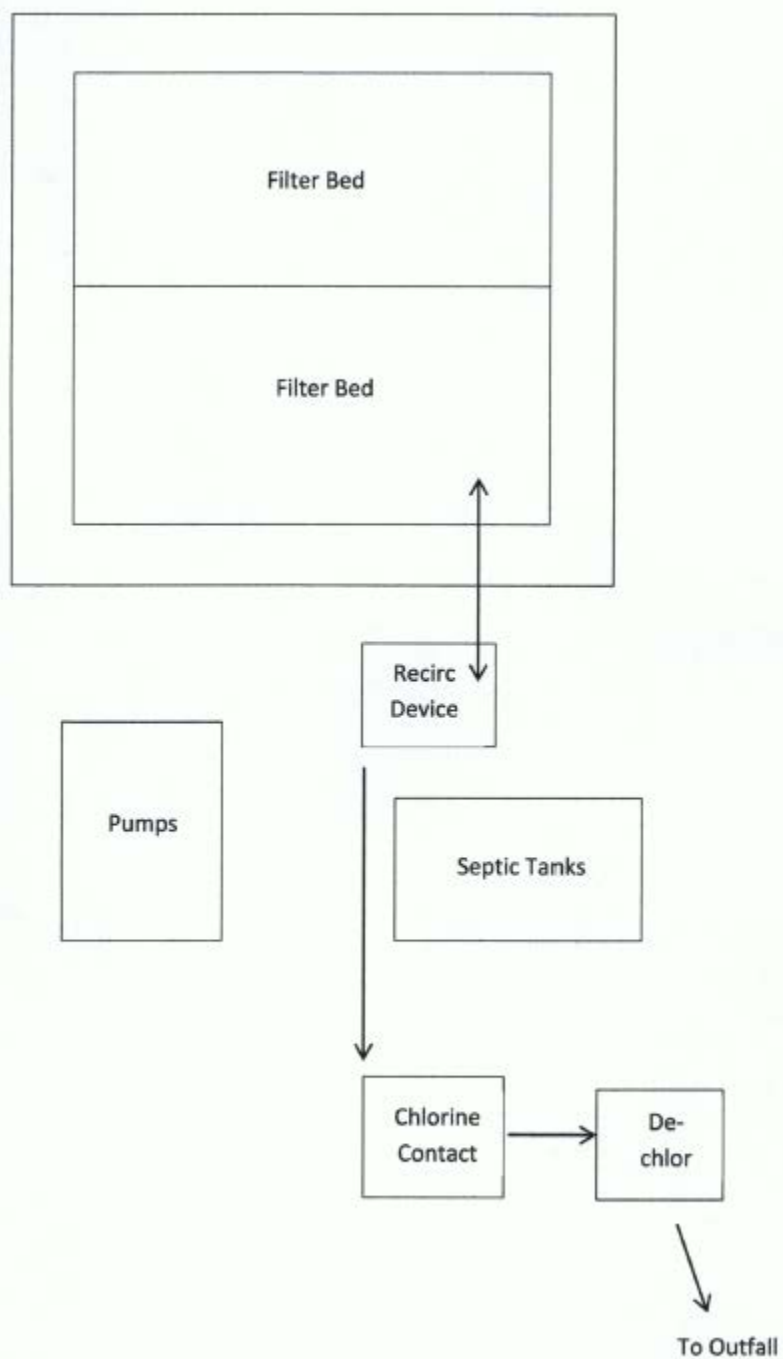 Filter Bed
Filter Bed
Recirc
Device
Pumps
Septic Tanks
Chlorine
Contact
De-
chlor
To Outfall